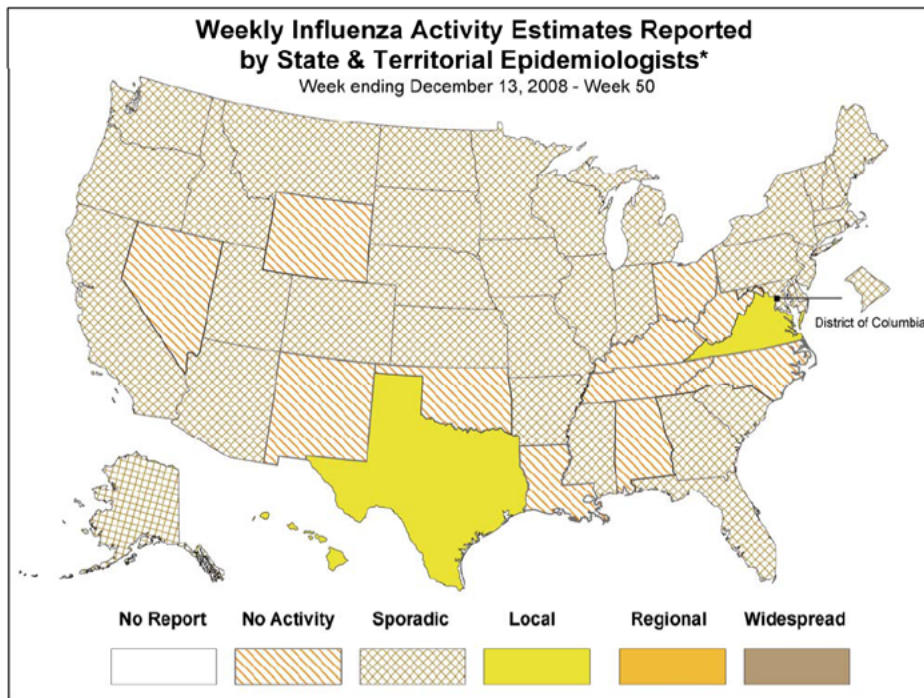 Weekly Influenza Activity Estimates Reported
by State & Territorial Epidemiologists*
Week ending December 13, 2008 - Week 50
District of Columbia
No Report No Activity Sporadic Local Regional Widespread